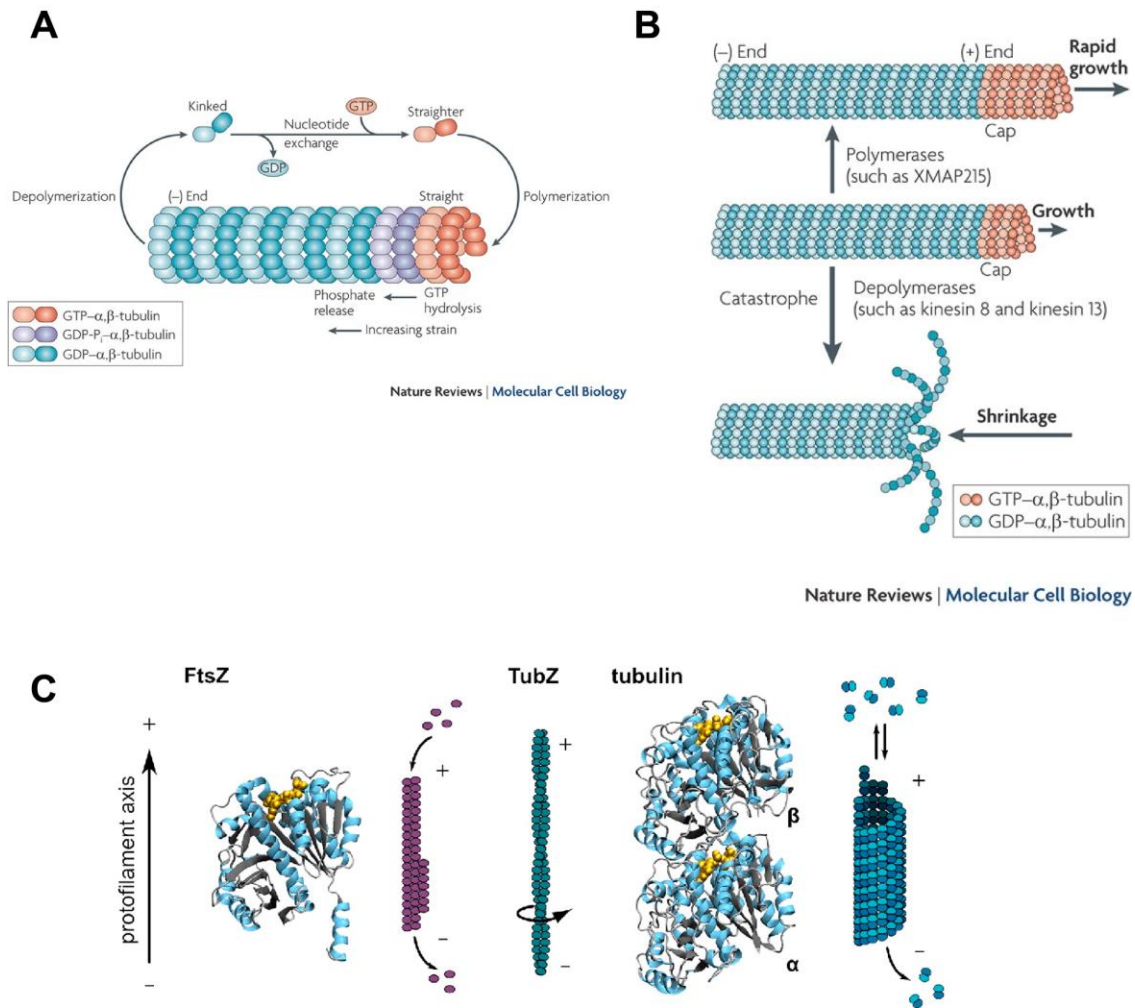 A
Kinked
GTP
Straighter
Nucleotide
exchange
GDP
Depolymerization
(–) End
Straight
Polymerization
Phosphate
release
GTP
hydrolysis
Increasing strain
GTP–α,β-tubulin
GDP-Pi–α,β-tubulin
GDP–α,β-tubulin
Nature Reviews | Molecular Cell Biology
B
(–) End
(+) End
Rapid
growth
Cap
Polymerases
(such as XMAP215)
Growth
Cap
Catastrophe
Depolymerases
(such as kinesin 8 and kinesin 13)
Shrinkage
GTP–α,β-tubulin
GDP–α,β-tubulin
Nature Reviews | Molecular Cell Biology
C
FtsZ
TubZ
tubulin
+
protofilament axis
–
+
–
+
–
β
α
+
–